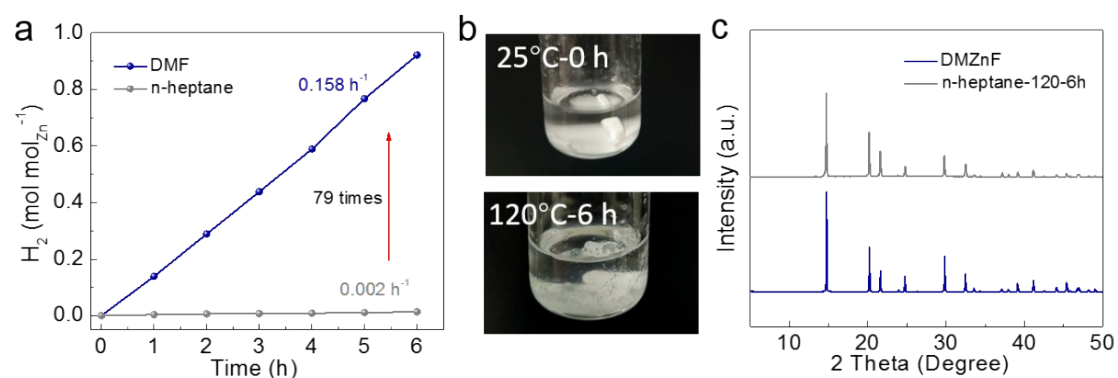 a
1.0
0.8
0.6
0.4
0.2
0.0
H₂ (mol mol_Zn⁻¹)
DMF
n-heptane
0.158 h⁻¹
79 times
0.002 h⁻¹
0 1 2 3 4 5 6
Time (h)
b
25°C-0 h
120°C-6 h
c
Intensity (a.u.)
DMZnF
n-heptane-120-6h
10 20 30 40 50
2 Theta (Degree)